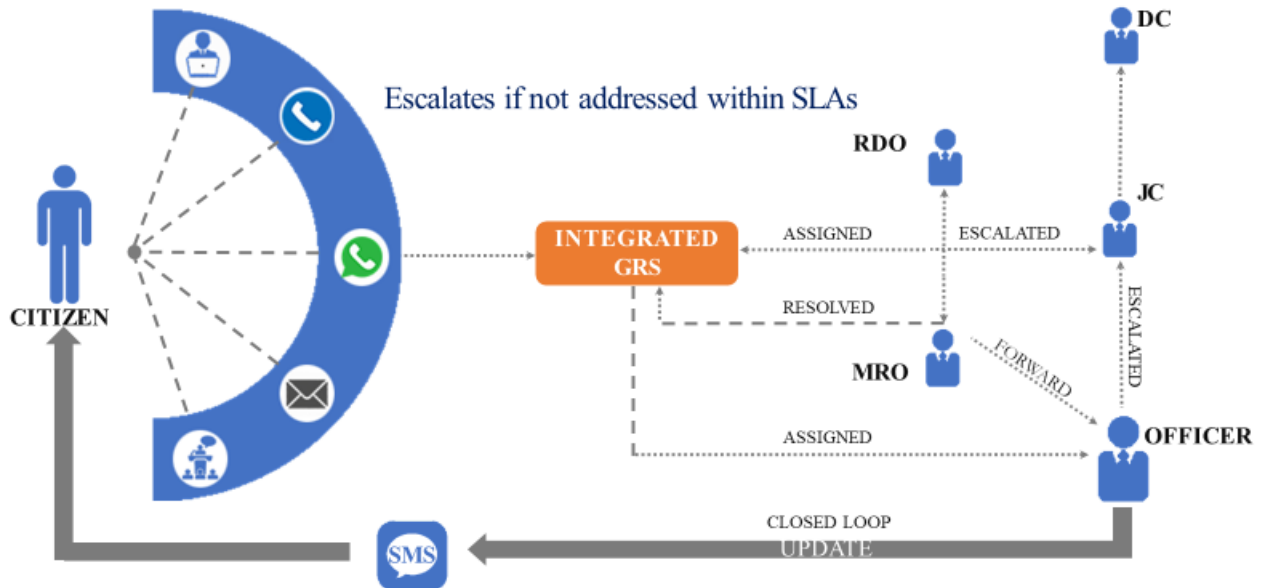 DC
Escalates if not addressed within SLAs
RDO
JC
INTEGRATED
GRS
ASSIGNED
ESCALATED
CITIZEN
RESOLVED
ESCALATED
MRO
FORWARD
ASSIGNED
OFFICER
CLOSED LOOP
UPDATE
SMS